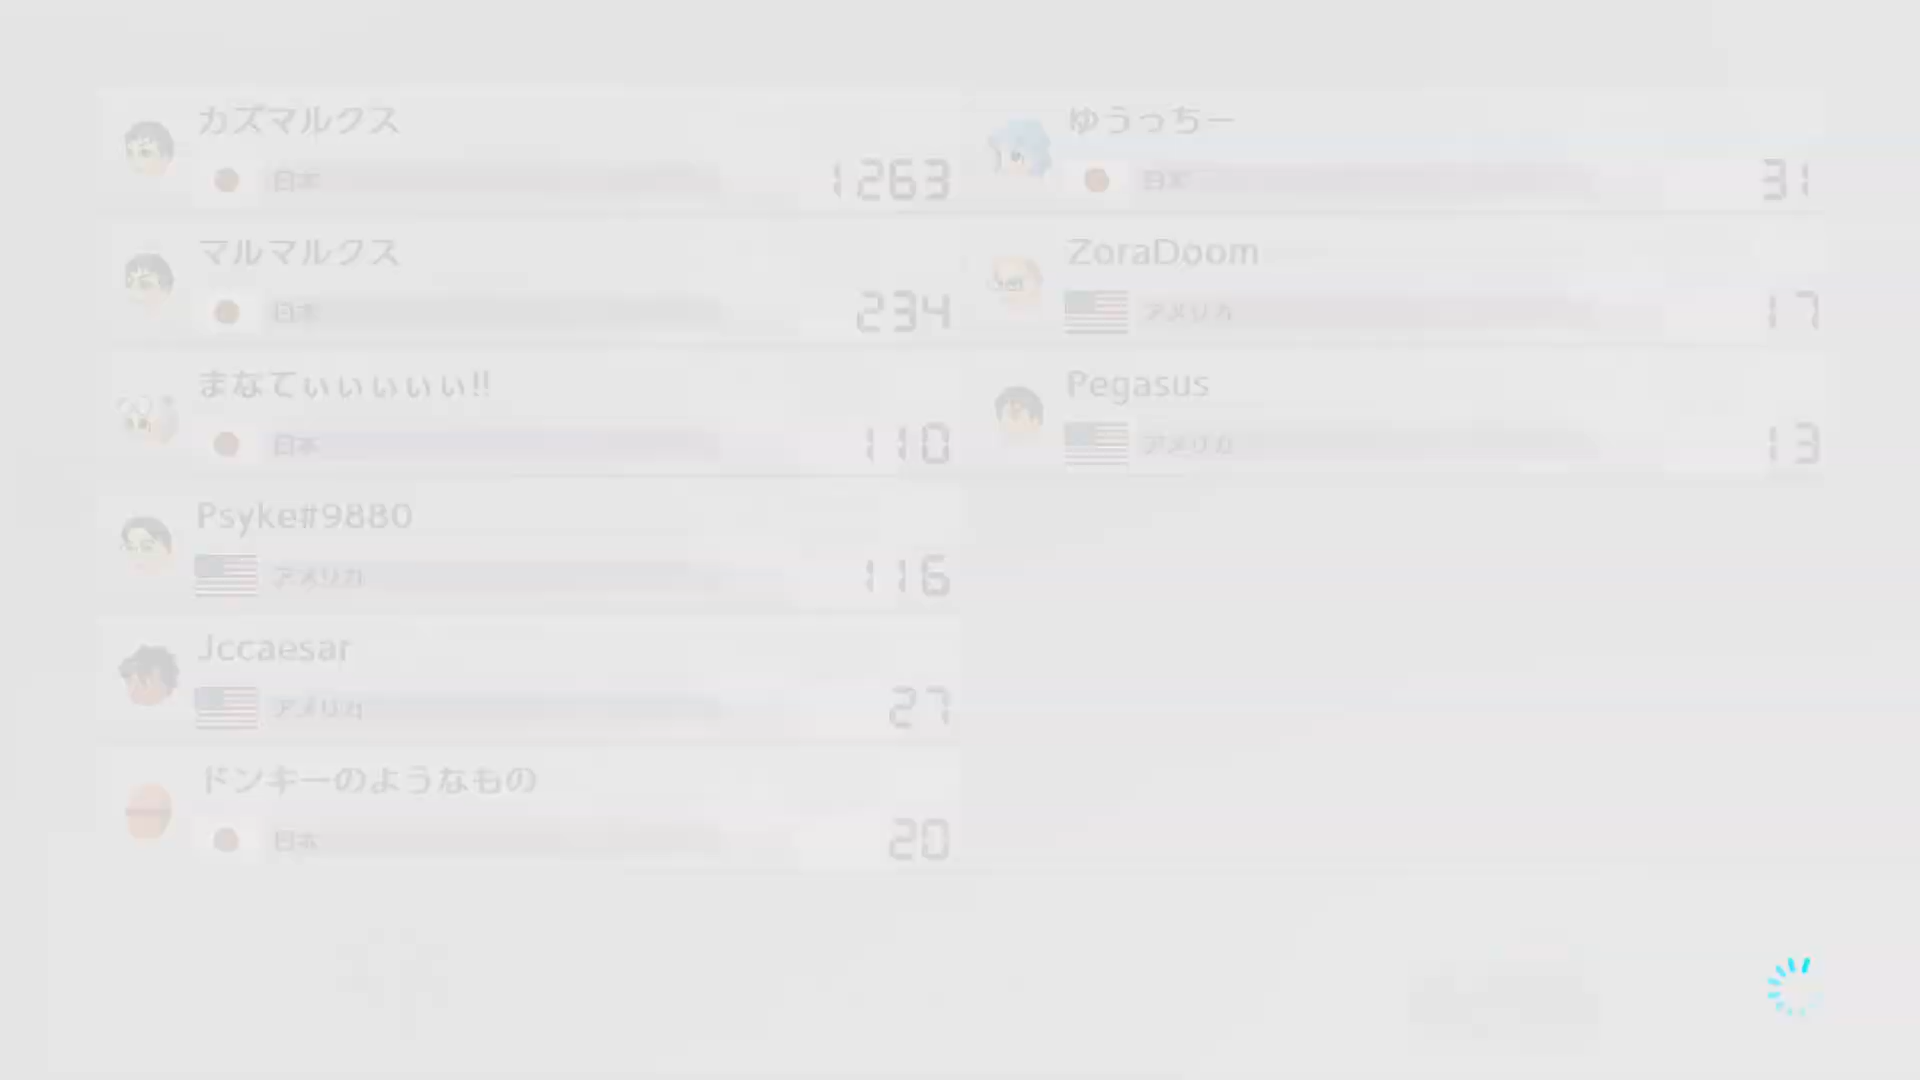 カズマルクス
日本
1263
マルマルクス
日本
234
まなてぃぃぃぃぃ!!
日本
110
Psyke#9880
アメリカ
116
Jccaesar
アメリカ
27
ドンキーのようなもの
日本
20
ゆうっちー
日本
31
ZoraDoom
アメリカ
17
Pegasus
アメリカ
13